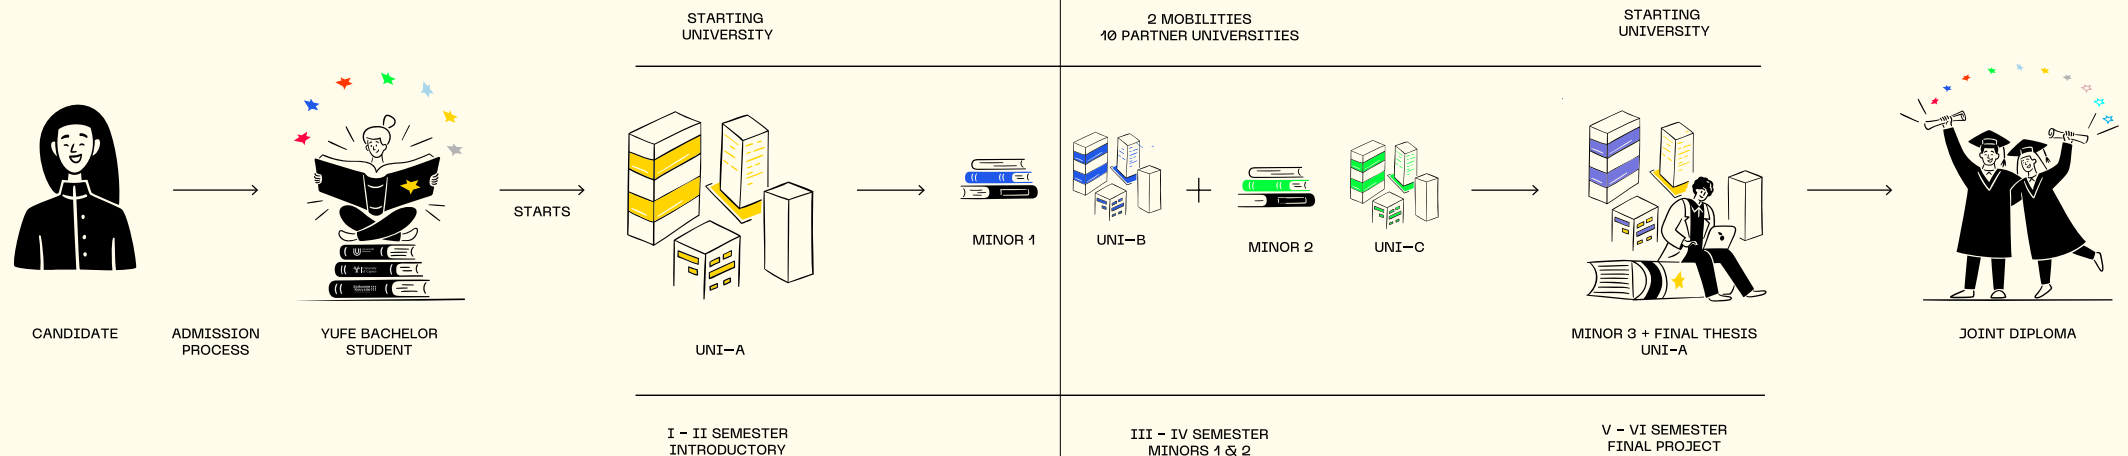 STARTING
UNIVERSITY
2 MOBILITIES
10 PARTNER UNIVERSITIES
STARTING
UNIVERSITY
STARTS
MINOR 1
UNI–B
MINOR 2
UNI–C
CANDIDATE
ADMISSION
PROCESS
YUFE BACHELOR
STUDENT
UNI–A
MINOR 3 + FINAL THESIS
UNI–A
JOINT DIPLOMA
I – II SEMESTER
INTRODUCTORY
III – IV SEMESTER
MINORS 1 & 2
V – VI SEMESTER
FINAL PROJECT